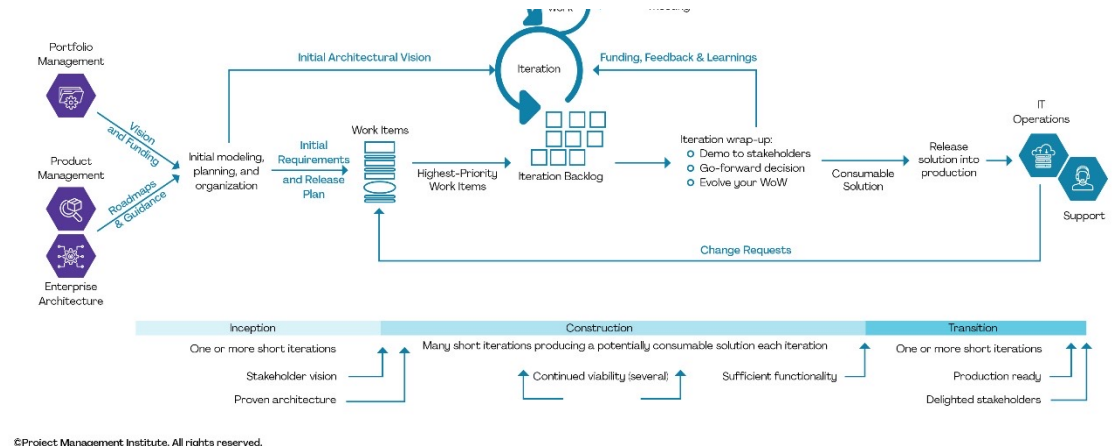 Work
Portfolio
Management
Initial Architectural Vision
Iteration
Funding, Feedback & Learnings
IT
Operations
Vision
and Funding
Product
Management
Initial modeling,
planning, and
organization
Initial
Requirements
and Release
Plan
Work Items
Highest-Priority
Work Items
Iteration Backlog
Iteration wrap-up:
Demo to stakeholders
Go-forward decision
Evolve your WoW
Consumable
Solution
Release
solution into
production
Support
Roadmaps
& Guidance
Enterprise
Architecture
Change Requests
Inception
Construction
Transition
One or more short iterations
Many short iterations producing a potentially consumable solution each iteration
One or more short iterations
Stakeholder vision
Continued viability (several)
Sufficient functionality
Production ready
Proven architecture
Delighted stakeholders
©Project Management Institute. All rights reserved.